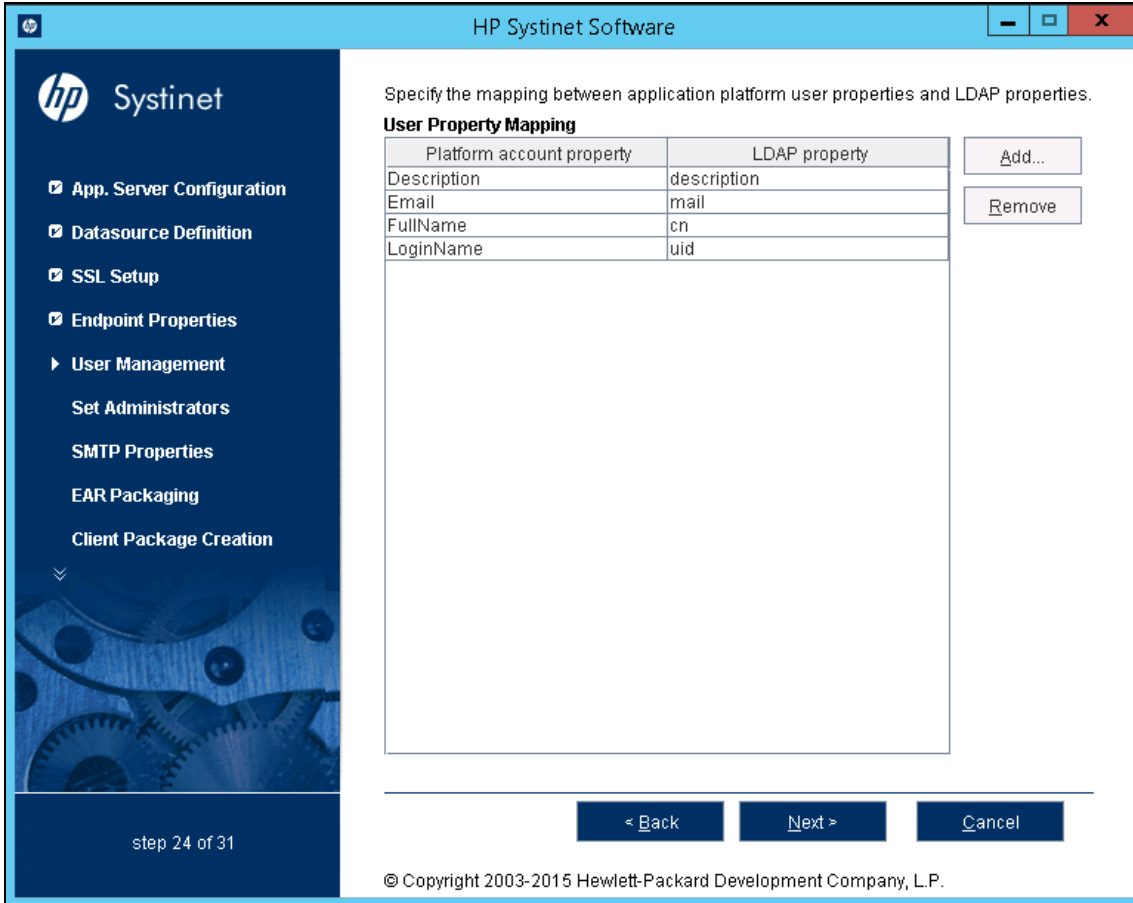 HP Systinet Software
hp Systinet
App. Server Configuration
Datasource Definition
SSL Setup
Endpoint Properties
User Management
Set Administrators
SMTP Properties
EAR Packaging
Client Package Creation
step 24 of 31
Specify the mapping between application platform user properties and LDAP properties.
User Property Mapping
Platform account property LDAP property
Description description
Email mail
FullName cn
LoginName uid
Add...
Remove
< Back Next > Cancel
© Copyright 2003-2015 Hewlett-Packard Development Company, L.P.